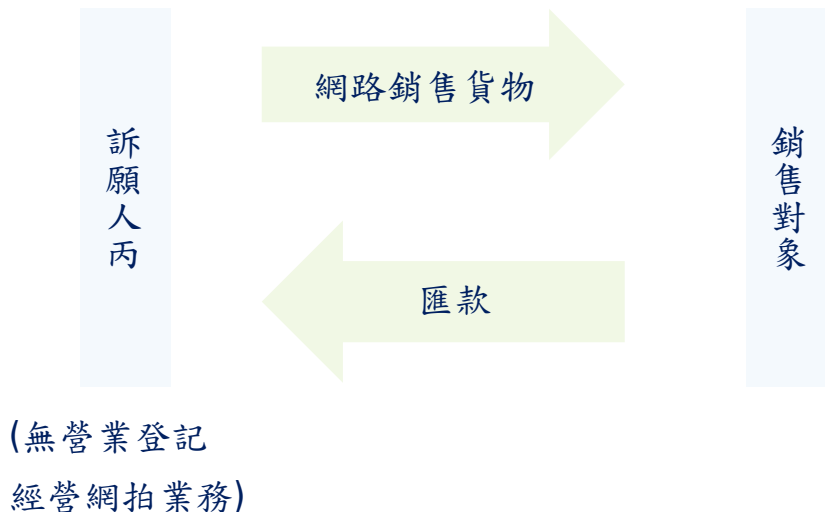 訴願人丙
網路銷售貨物
匯款
銷售對象
(無營業登記
經營網拍業務)